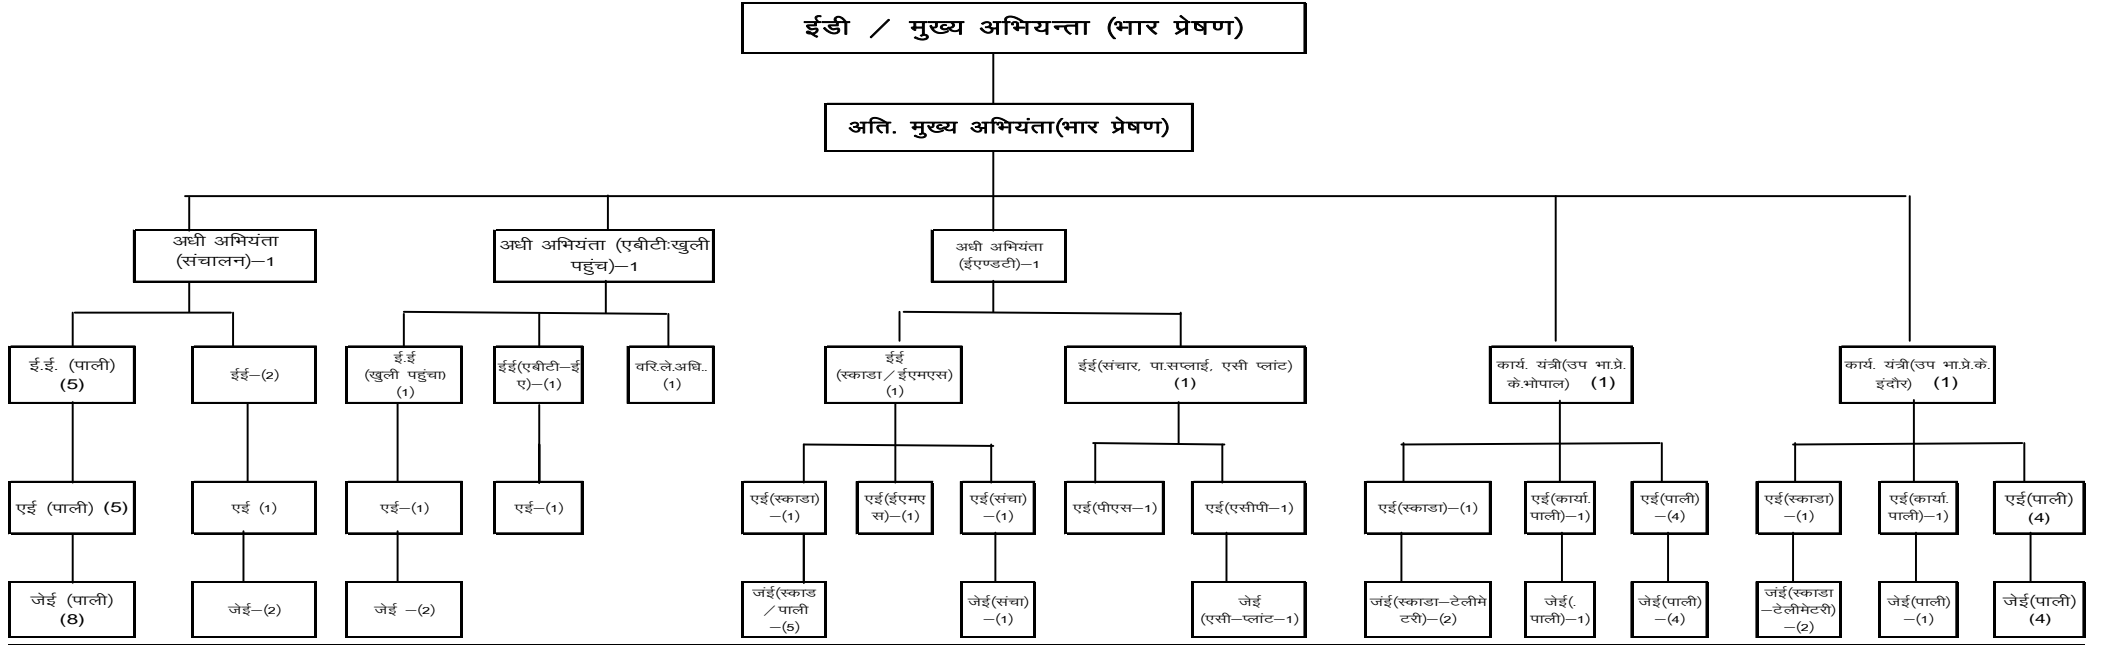 ईडी / मुख्य अभियन्ता (भार प्रेषण)
अति. मुख्य अभियंता(भार प्रेषण)
अधी अभियंता
(संचालन)–1
अधी अभियंता (एबीटीःखुली
पहुंच)–1
अधी अभियंता
(ईएण्डटी)–1
ई.ई. (पाली)
(5)
ईई–(2)
ई.ई
(खुली पहुंचा)
(1)
ईई(एबीटी–ई
ए)–(1)
वरि.ले.अधि..
(1)
ईई
(स्काडा/ईएमएस)
(1)
ईई(संचार, पा.सप्लाई, एसी प्लांट)
(1)
कार्य. यंत्री(उप भा.प्रे.
के.भोपाल) (1)
कार्य. यंत्री(उप भा.प्रे.के.
इंदौर) (1)
एई (पाली) (5)
एई (1)
एई–(1)
एई–(1)
एई(स्काडा)
–(1)
एई(ईएमए
स)–(1)
एई(संचा)
–(1)
एई(पीएस–1)
एई(एसीपी–1)
एई(स्काडा)–(1)
एई(कार्या.
पाली)–1)
एई(पाली)
–(4)
एई(स्काडा)
–(1)
एई(कार्या.
पाली)–1)
एई(पाली)
(4)
जेई (पाली)
(8)
जेई–(2)
जेई –(2)
जंई(स्काड
/पाली
–(5)
जेई(संचा)
–(1)
जेई
(एसी–प्लांट–1)
जंई(स्काडा–टेलीमे
टरी)–(2)
जेई(.
पाली)–1)
जेई(पाली)
–(4)
जंई(स्काडा
–टेलीमेटरी)
–(2)
जेई(पाली)
–(1)
जेई(पाली)
(4)